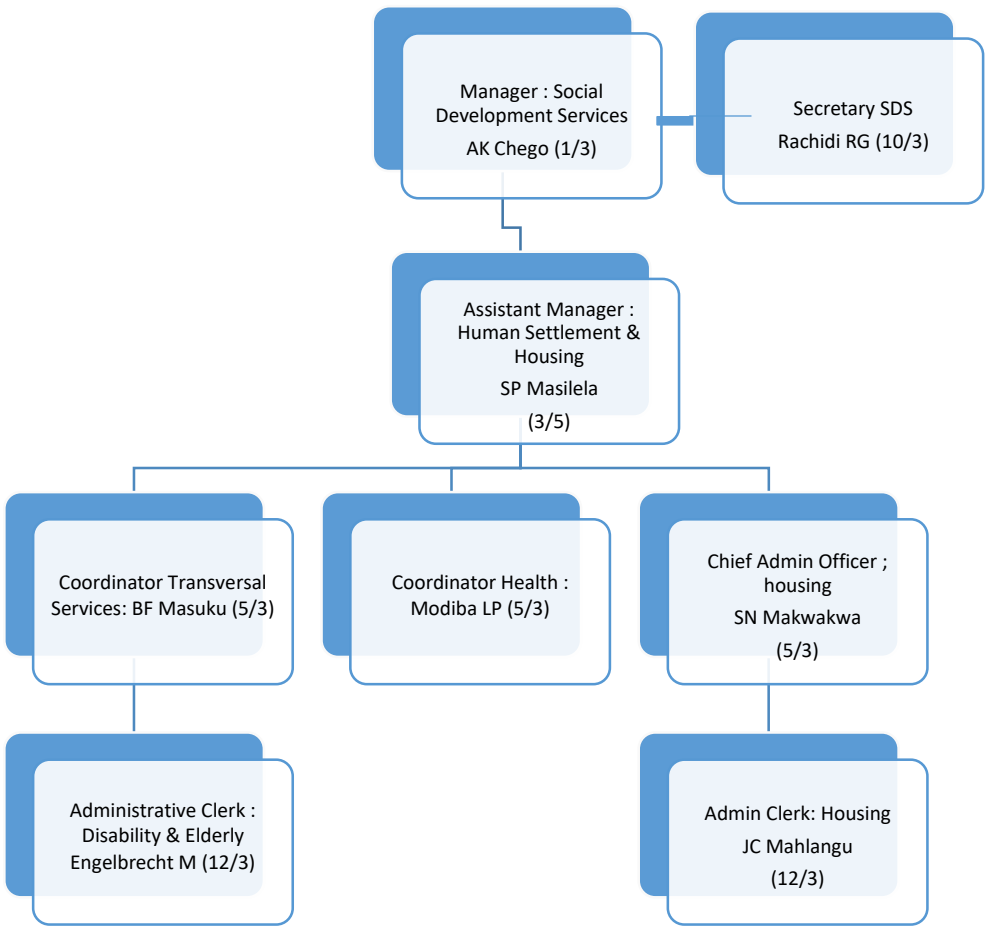 Manager : Social
Development Services
AK Chego (1/3)
Secretary SDS
Rachidi RG (10/3)
Assistant Manager :
Human Settlement &
Housing
SP Masilela
(3/5)
Coordinator Transversal
Services: BF Masuku (5/3)
Coordinator Health :
Modiba LP (5/3)
Chief Admin Officer ;
housing
SN Makwakwa
(5/3)
Administrative Clerk :
Disability & Elderly
Engelbrecht M (12/3)
Admin Clerk: Housing
JC Mahlangu
(12/3)